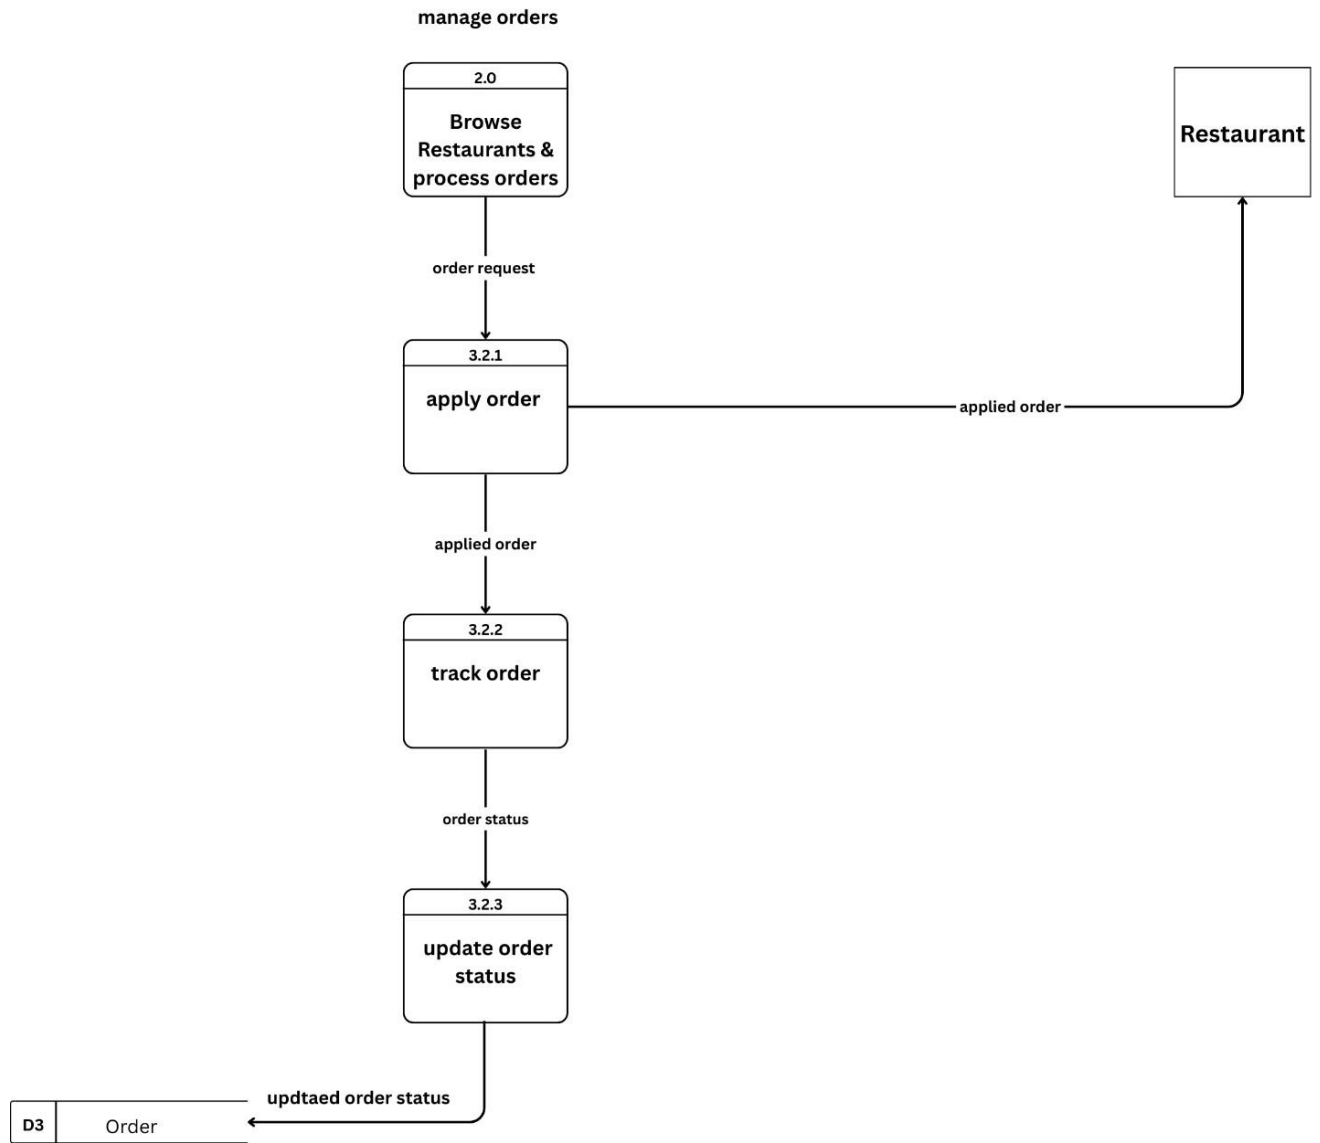 manage orders
2.0
Browse
Restaurants &
process orders
Restaurant
order request
3.2.1
apply order
applied order
applied order
3.2.2
track order
order status
3.2.3
update order
status
updtaed order status
D3
Order